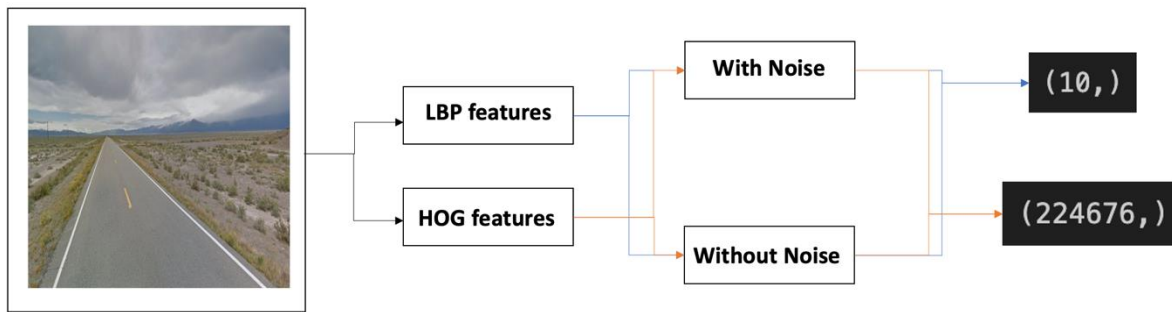 LBP features
HOG features
With Noise
Without Noise
(10,)
(224676,)